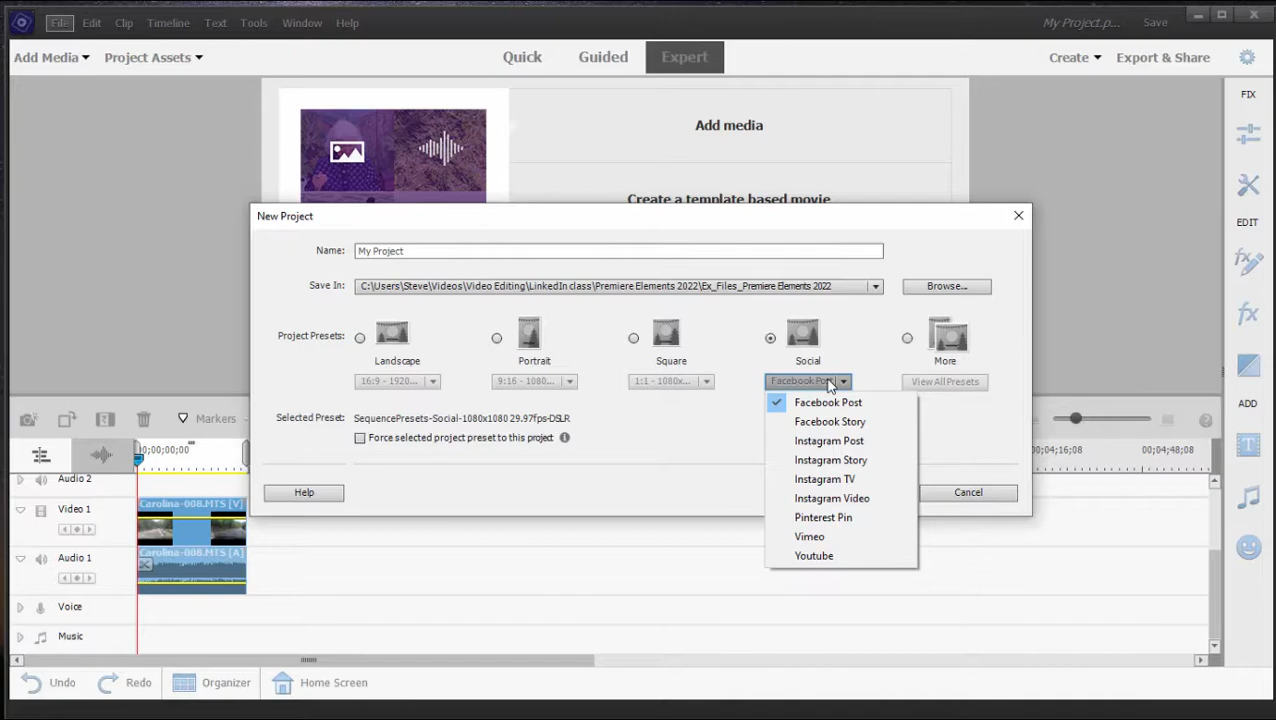 File Edit Clip Timeline Text Tools Window Help My Project.p... Save
Add Media Project Assets Quick Guided Expert Create Export & Share
FIX
Add media
Create a template based movie
New Project
Name: My Project
Save In: C:\Users\Steve\Videos\Video Editing\LinkedIn class\Premiere Elements 2022\Ex_Files_Premiere Elements 2022 Browse...
EDIT
Project Presets:
Landscape Portrait Square Social More
16:9 - 1920... 9:16 - 1080... 1:1 - 1080x... Facebook Post View All Presets
Facebook Post
Facebook Story
Instagram Post
Instagram Story
Instagram TV
Instagram Video
Pinterest Pin
Vimeo
Youtube
Selected Preset: SequencePresets-Social-1080x1080 29.97fps-DSLR
Force selected project preset to this project
Help Cancel
ADD
Markers
00;00;00;00 04;16;08 00;04;48;16
Audio 2
Video 1 Carolina-008.MTS [V]
Audio 1 Carolina-008.MTS [A]
Voice
Music
Undo Redo Organizer Home Screen